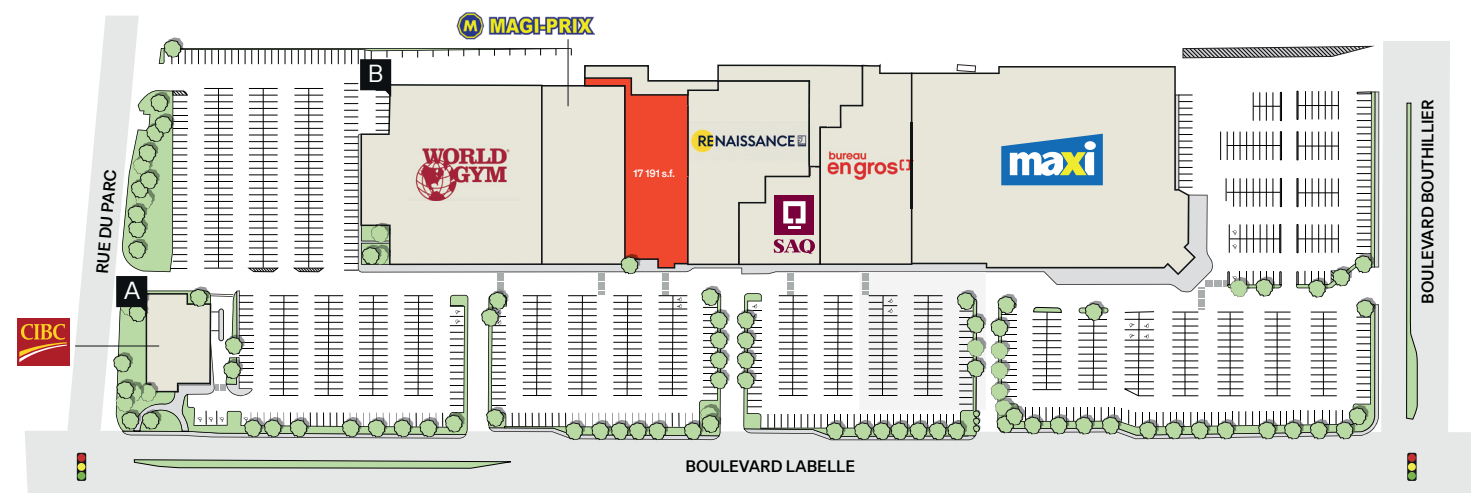 M MAGI-PRIX
B
WORLD
GYM
17 191 s.f.
RENAISSANCE
SAQ
bureau
en gros
maxi
RUE DU PARC
BOULEVARD BOUTHILLIER
A
CIBC
BOULEVARD LABELLE